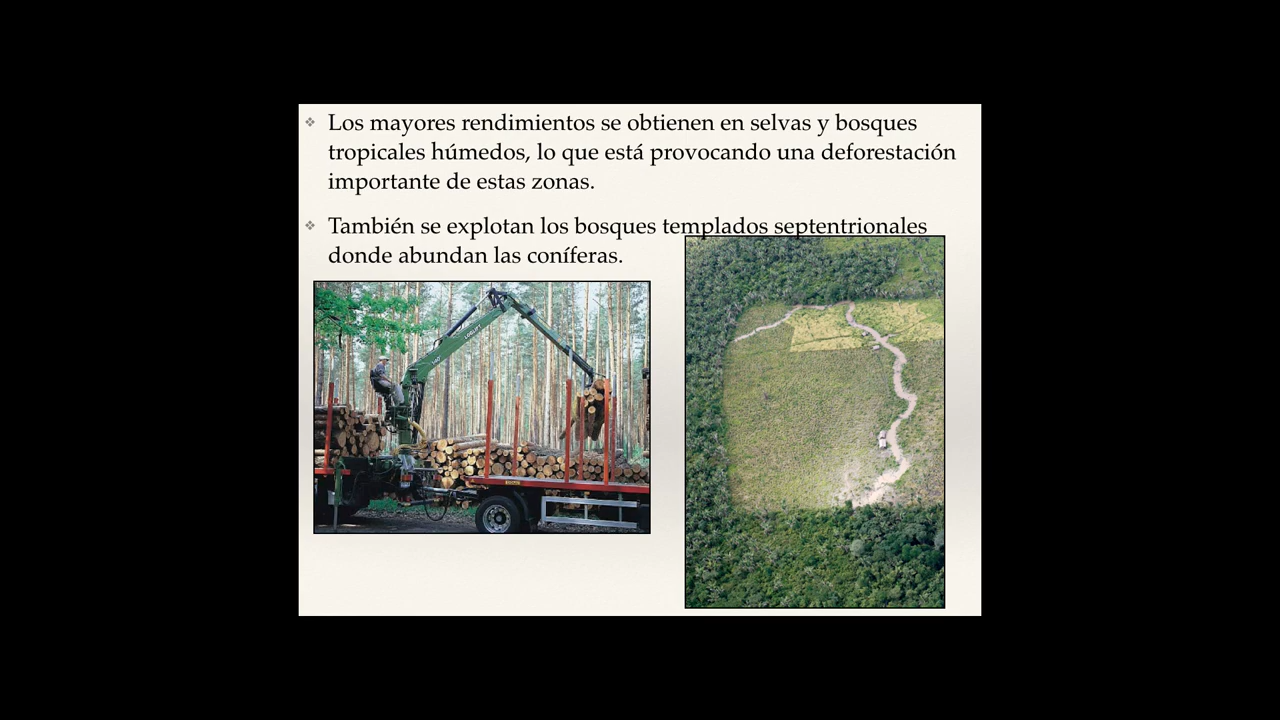 Los mayores rendimientos se obtienen en selvas y bosques
tropicales húmedos, lo que está provocando una deforestación
importante de estas zonas.
También se explotan los bosques templados septentrionales
donde abundan las coníferas.